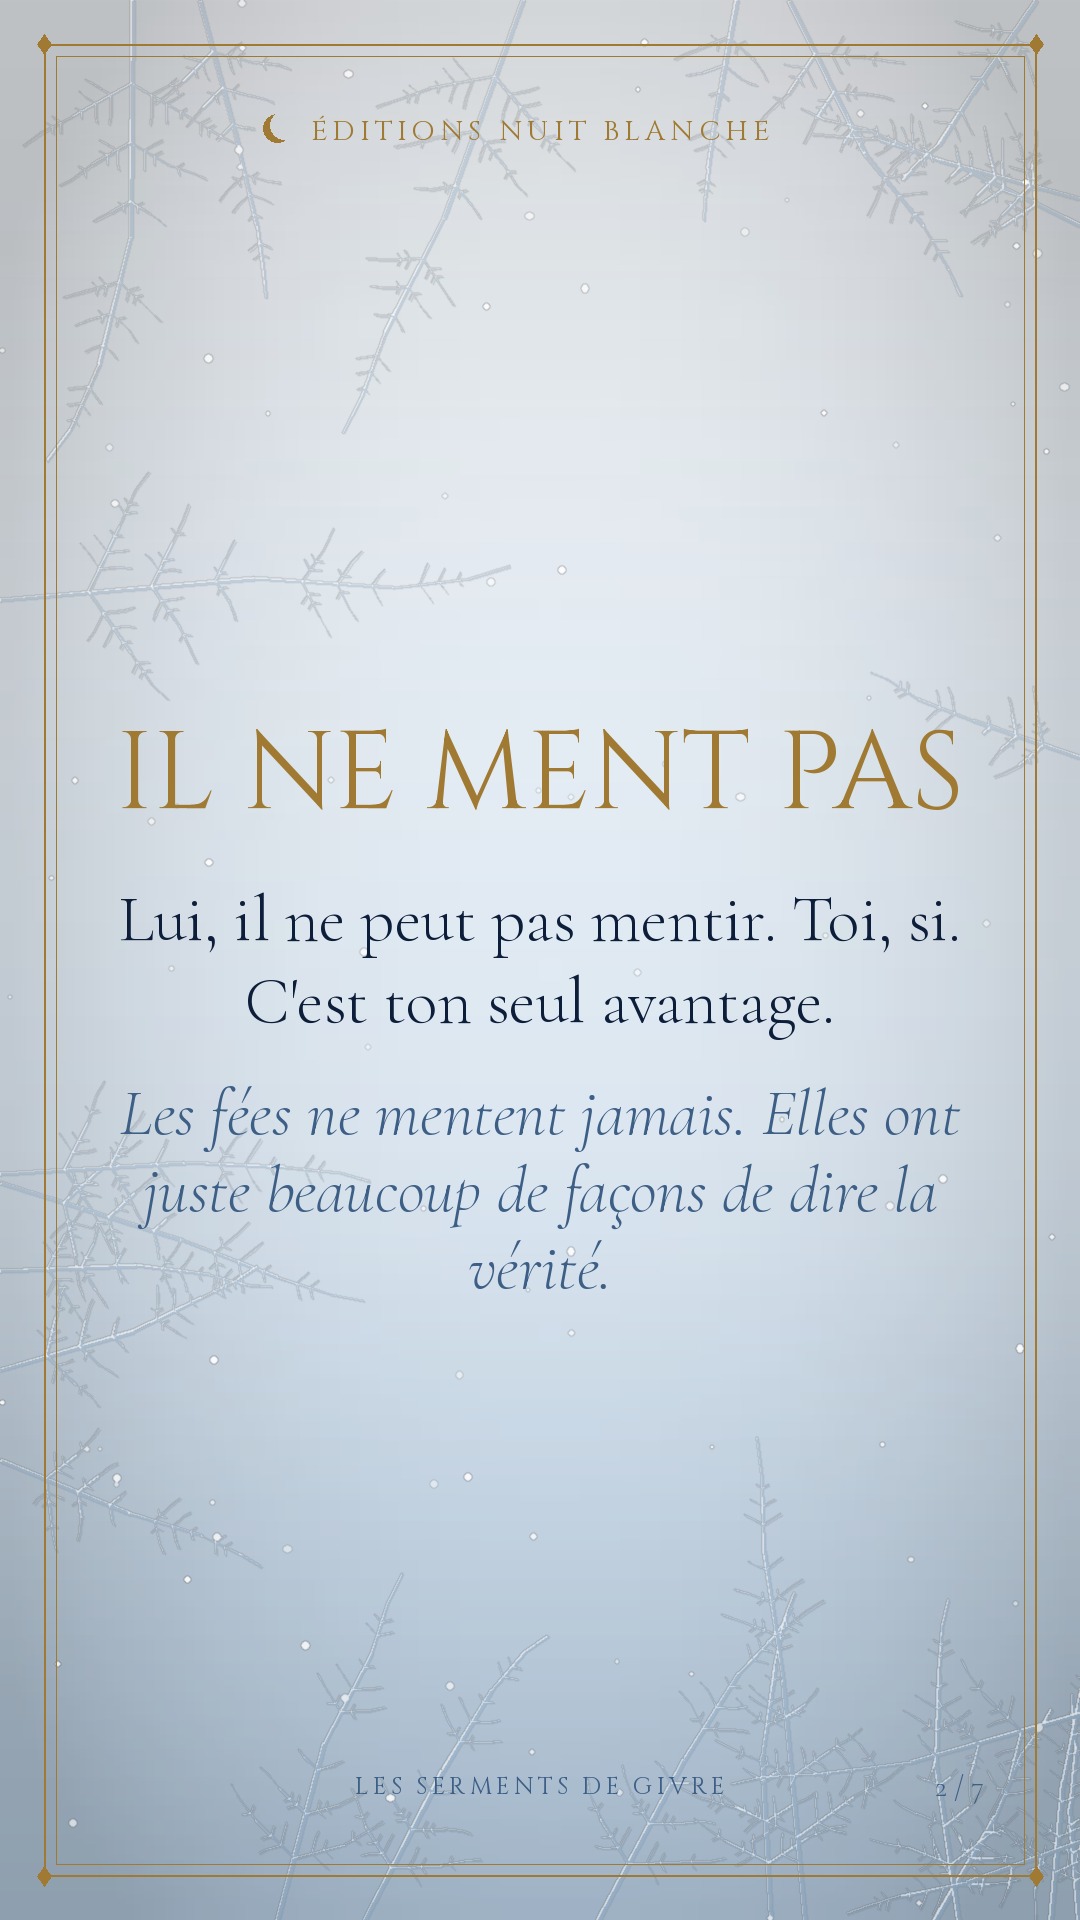 ÉDITIONS NUIT BLANCHE
IL NE MENT PAS
Lui, il ne peut pas mentir. Toi, si.
C'est ton seul avantage.
Les fées ne mentent jamais. Elles ont
juste beaucoup de façons de dire la
vérité.
LES SERMENTS DE GIVRE
2 / 7